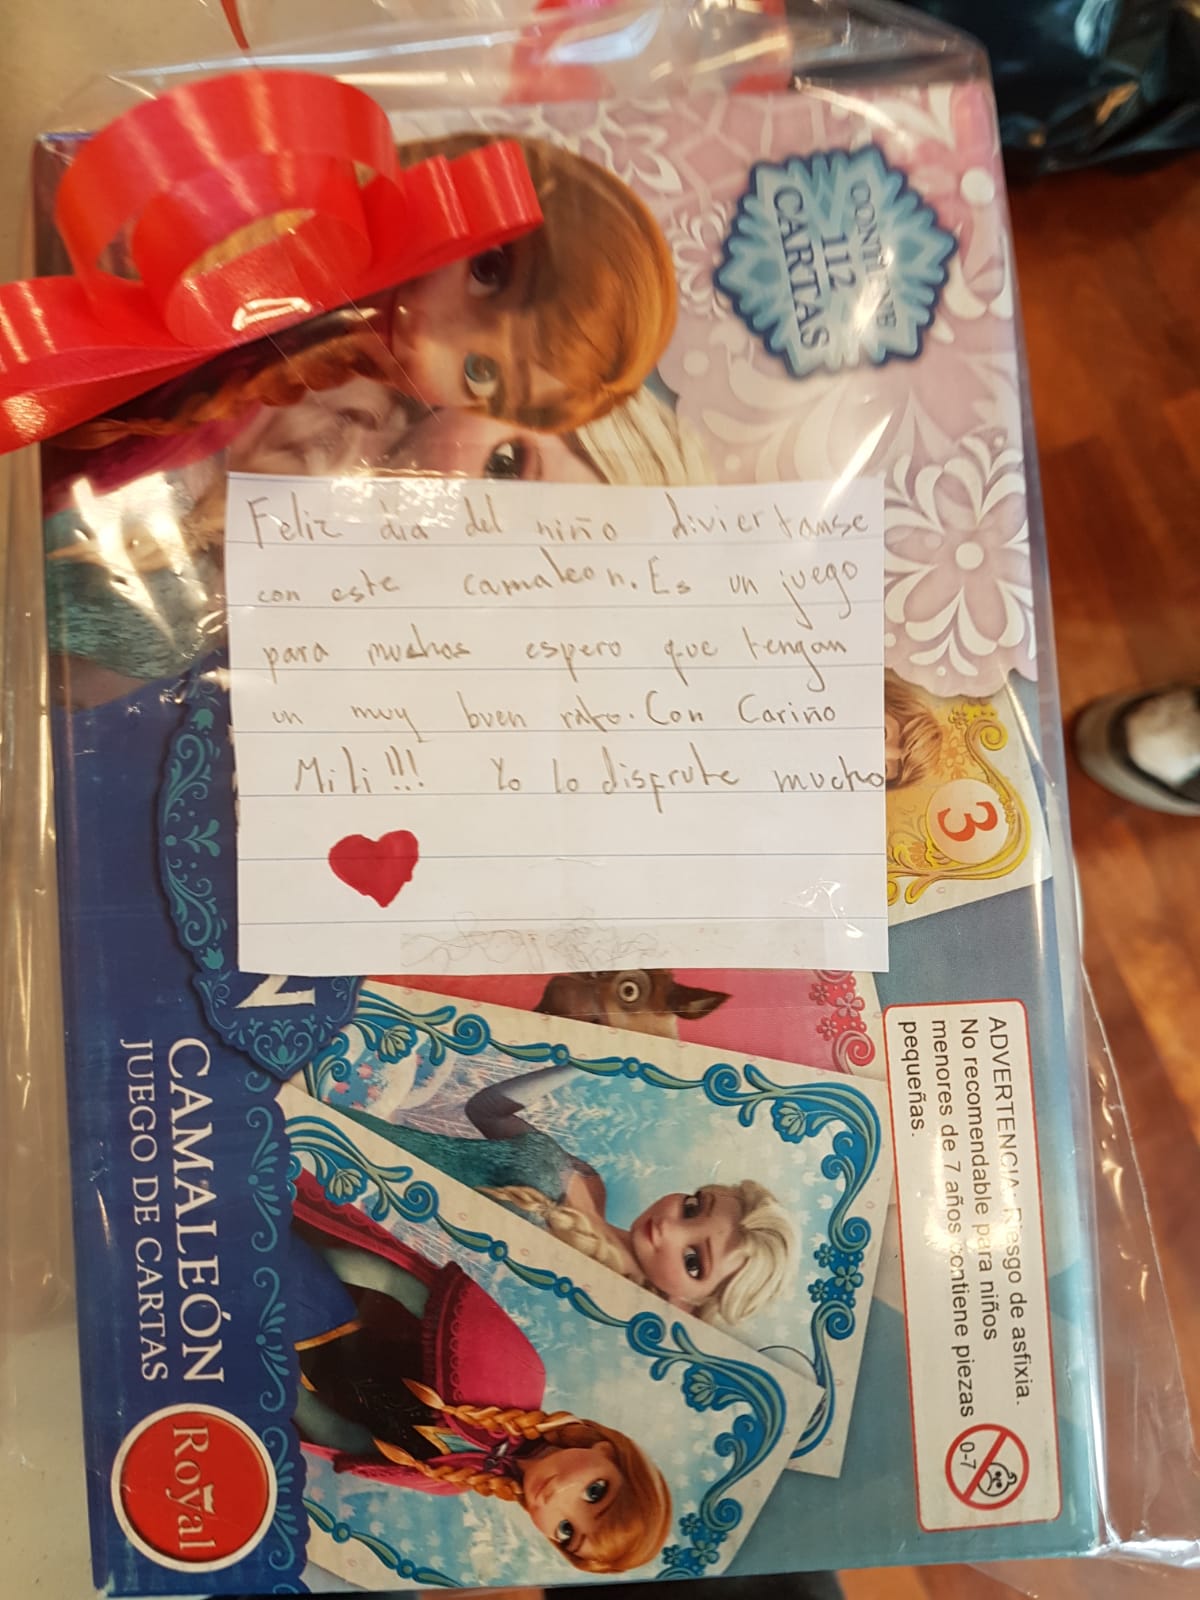 CONTIENE
112
CARTAS
Feliz dia del niño diviertanse
con este camaleon. Es un juego
para muchos espero que tengan
un muy buen rato. Con Cariño
Mili!!! Yo lo disfrute mucho
3
ADVERTENCIA: Riesgo de asfixia.
No recomendable para niños
menores de 7 años contiene piezas
pequeñas.
0-7
CAMALEÓN
JUEGO DE CARTAS
Royal